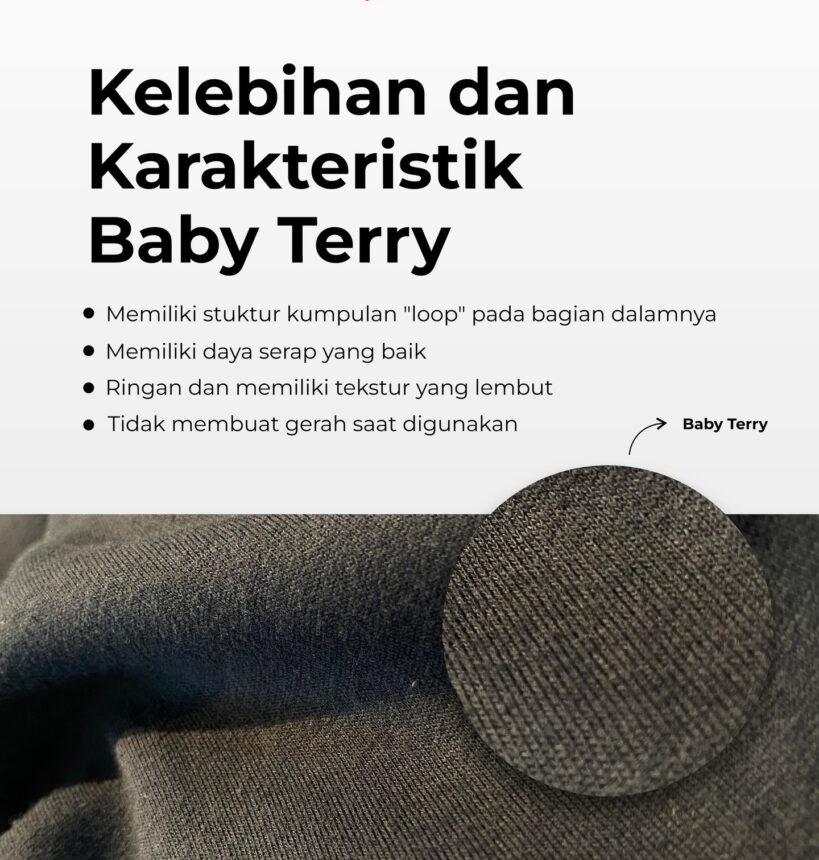 Kelebihan dan
Karakteristik
Baby Terry
● Memiliki stuktur kumpulan "loop" pada bagian dalamnya
● Memiliki daya serap yang baik
● Ringan dan memiliki tekstur yang lembut
● Tidak membuat gerah saat digunakan
Baby Terry